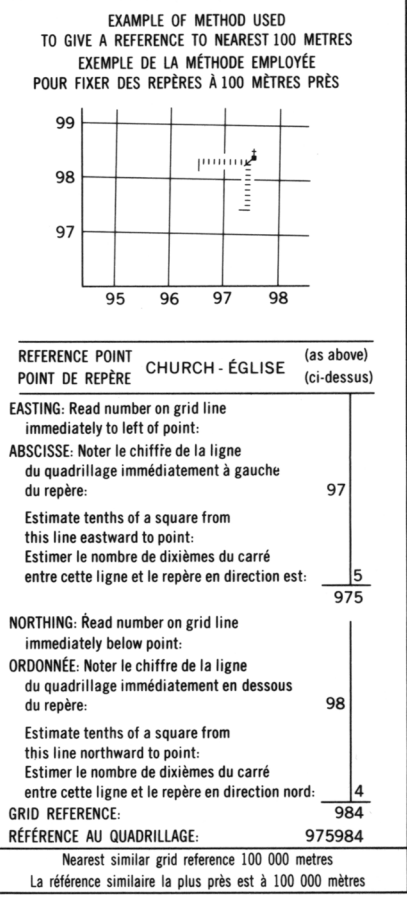 EXAMPLE OF METHOD USED
TO GIVE A REFERENCE TO NEAREST 100 METRES
EXEMPLE DE LA MÉTHODE EMPLOYÉE
POUR FIXER DES REPÈRES À 100 MÈTRES PRÈS
99
98
97
95 96 97 98
REFERENCE POINT
POINT DE REPÈRE
CHURCH - ÉGLISE
(as above)
(ci-dessus)
EASTING: Read number on grid line
immediately to left of point:
ABSCISSE: Noter le chiffre de la ligne
du quadrillage immédiatement à gauche
du repère: 97
Estimate tenths of a square from
this line eastward to point:
Estimer le nombre de dixièmes du carré
entre cette ligne et le repère en direction est: 5
975
NORTHING: Read number on grid line
immediately below point:
ORDONNÉE: Noter le chiffre de la ligne
du quadrillage immédiatement en dessous
du repère: 98
Estimate tenths of a square from
this line northward to point:
Estimer le nombre de dixièmes du carré
entre cette ligne et le repère en direction nord: 4
GRID REFERENCE: 984
RÉFÉRENCE AU QUADRILLAGE: 975984
Nearest similar grid reference 100 000 metres
La référence similaire la plus près est à 100 000 mètres